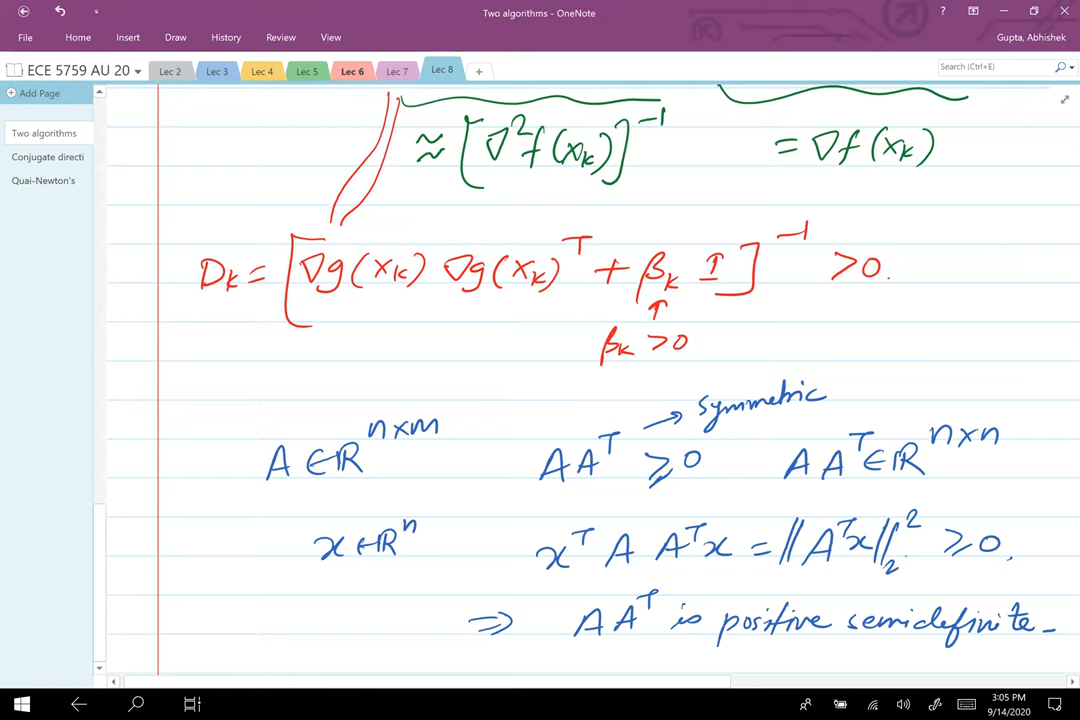 Two algorithms - OneNote
Gupta, Abhishek
File Home Insert Draw History Review View
ECE 5759 AU 20 Lec 2 Lec 3 Lec 4 Lec 5 Lec 6 Lec 7 Lec 8 Search (Ctrl+E)
Add Page
Two algorithms
Conjugate directi
Quai-Newton's
≈ [∇²f(xₖ)]⁻¹ = ∇f(xₖ)
Dₖ = [∇g(xₖ) ∇g(xₖ)ᵀ + βₖ I]⁻¹ > 0.
↑
βₖ > 0
→ symmetric
A ∈ ℝⁿˣᵐ AAᵀ ⩾ 0 AAᵀ ∈ ℝⁿˣⁿ
x ∈ ℝⁿ xᵀ A Aᵀx = ‖Aᵀx‖₂² ⩾ 0.
⇒ AAᵀ is positive semidefinite -
3:05 PM
9/14/2020